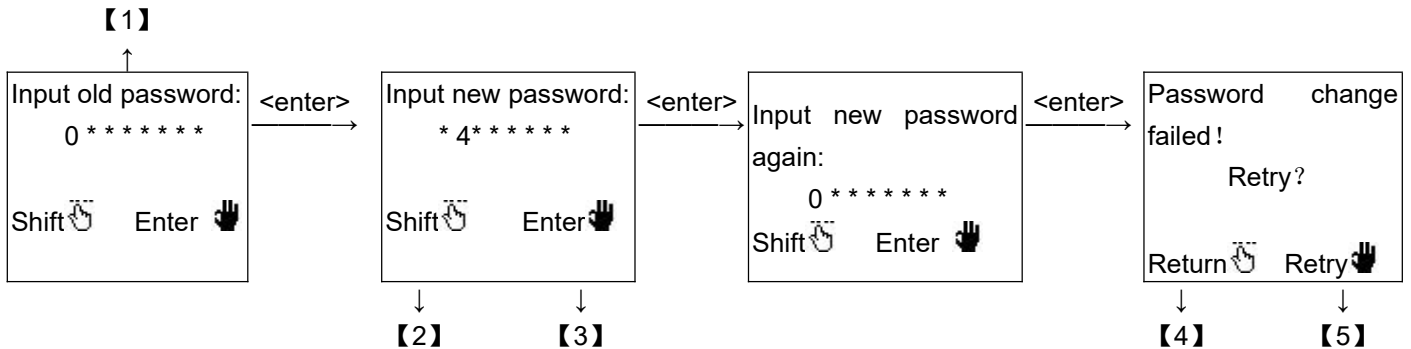 【1】
↑
Input old password:
0 * * * * * * *
Shift Enter
<enter>
Input new password:
* 4* * * * * *
Shift Enter
<enter>
Input new password
again:
0 * * * * * * *
Shift Enter
<enter>
Password change
failed！
Retry？
Return Retry
↓ ↓ ↓ ↓
【2】 【3】 【4】 【5】